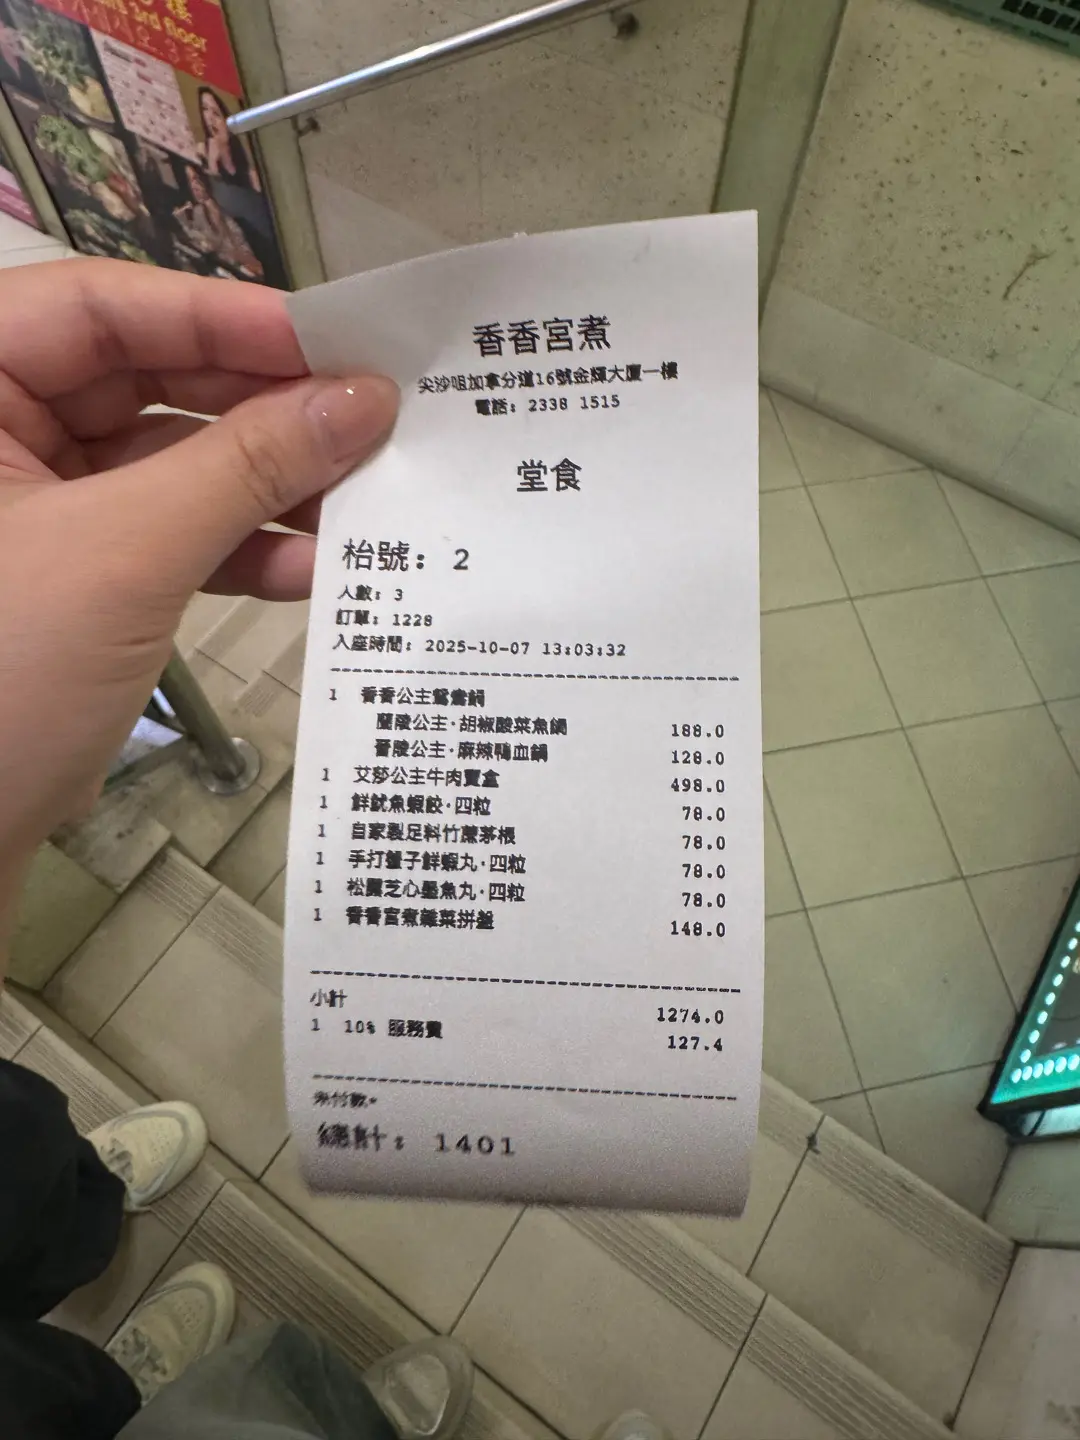 3rd floor
香香宮煮
尖沙咀加拿分道16號金輝大廈一樓
電話: 2338 1515
堂食
枱號: 2
人數: 3
訂單: 1228
入座時間: 2025-10-07 13:03:32
1 香香公主鴛鴦鍋
蘭陵公主·胡椒酸菜魚鍋 188.0
晉陵公主·麻辣鴨血鍋 128.0
1 艾莎公主牛肉寶盒 498.0
1 鮮魷魚蝦餃·四粒 78.0
1 自家製足料竹蔗茅根 78.0
1 手打蟹子鮮蝦丸·四粒 78.0
1 松露芝心墨魚丸·四粒 78.0
1 香香宮煮雜菜拼盤 148.0
小計 1274.0
1 10% 服務費 127.4
未付款*
總計: 1401